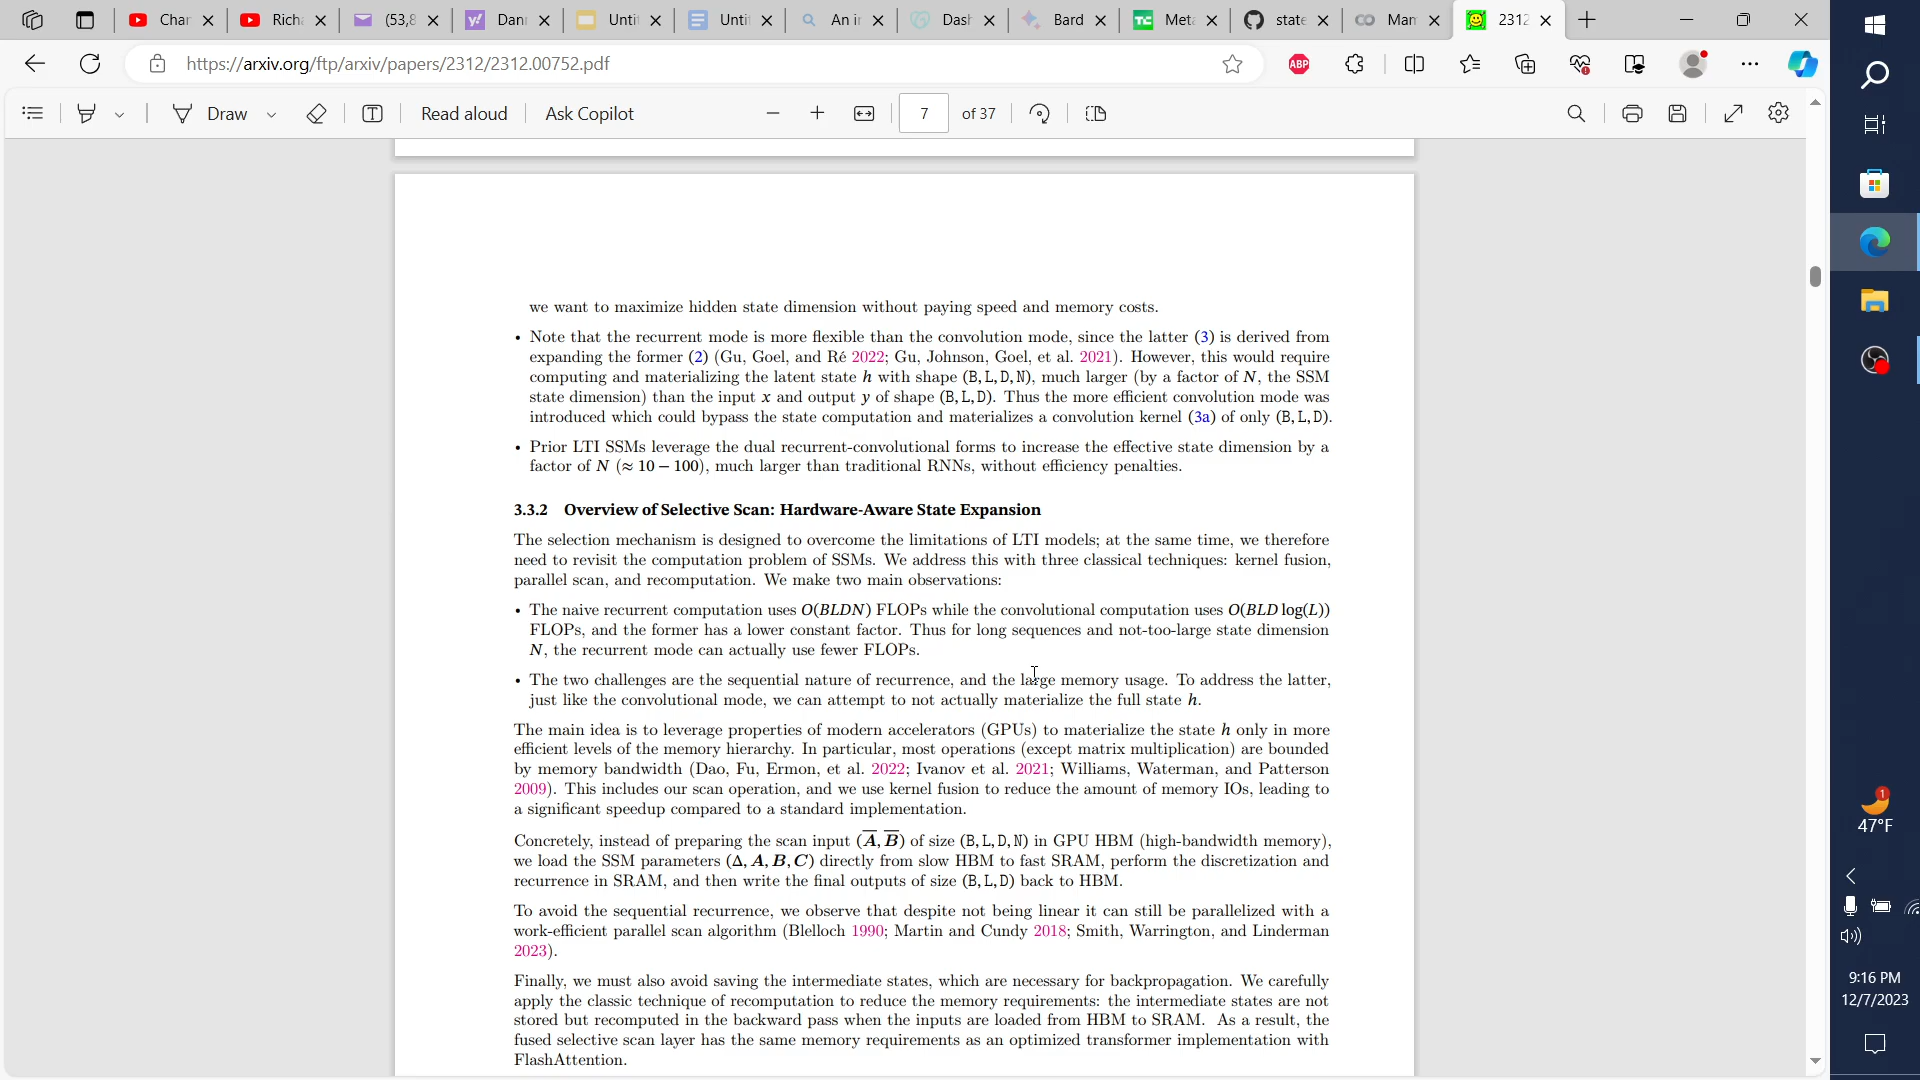 Char
Rich
(53,8
Dann
Unti
Unti
An in
Dash
Bard
Meta
state
Mam
2312
https://arxiv.org/ftp/arxiv/papers/2312/2312.00752.pdf
ABP
Draw
T
Read aloud
Ask Copilot
7
of 37
we want to maximize hidden state dimension without paying speed and memory costs.
• Note that the recurrent mode is more flexible than the convolution mode, since the latter (3) is derived from
expanding the former (2) (Gu, Goel, and Ré 2022; Gu, Johnson, Goel, et al. 2021). However, this would require
computing and materializing the latent state h with shape (B, L, D, N), much larger (by a factor of N, the SSM
state dimension) than the input x and output y of shape (B, L, D). Thus the more efficient convolution mode was
introduced which could bypass the state computation and materializes a convolution kernel (3a) of only (B, L, D).
• Prior LTI SSMs leverage the dual recurrent-convolutional forms to increase the effective state dimension by a
factor of N (≈ 10 − 100), much larger than traditional RNNs, without efficiency penalties.
3.3.2 Overview of Selective Scan: Hardware-Aware State Expansion
The selection mechanism is designed to overcome the limitations of LTI models; at the same time, we therefore
need to revisit the computation problem of SSMs. We address this with three classical techniques: kernel fusion,
parallel scan, and recomputation. We make two main observations:
• The naive recurrent computation uses O(BLDN) FLOPs while the convolutional computation uses O(BLD log(L))
FLOPs, and the former has a lower constant factor. Thus for long sequences and not-too-large state dimension
N, the recurrent mode can actually use fewer FLOPs.
• The two challenges are the sequential nature of recurrence, and the large memory usage. To address the latter,
just like the convolutional mode, we can attempt to not actually materialize the full state h.
The main idea is to leverage properties of modern accelerators (GPUs) to materialize the state h only in more
efficient levels of the memory hierarchy. In particular, most operations (except matrix multiplication) are bounded
by memory bandwidth (Dao, Fu, Ermon, et al. 2022; Ivanov et al. 2021; Williams, Waterman, and Patterson
2009). This includes our scan operation, and we use kernel fusion to reduce the amount of memory IOs, leading to
a significant speedup compared to a standard implementation.
Concretely, instead of preparing the scan input (A̅, B̅) of size (B, L, D, N) in GPU HBM (high-bandwidth memory),
we load the SSM parameters (Δ, A, B, C) directly from slow HBM to fast SRAM, perform the discretization and
recurrence in SRAM, and then write the final outputs of size (B, L, D) back to HBM.
To avoid the sequential recurrence, we observe that despite not being linear it can still be parallelized with a
work-efficient parallel scan algorithm (Blelloch 1990; Martin and Cundy 2018; Smith, Warrington, and Linderman
2023).
Finally, we must also avoid saving the intermediate states, which are necessary for backpropagation. We carefully
apply the classic technique of recomputation to reduce the memory requirements: the intermediate states are not
stored but recomputed in the backward pass when the inputs are loaded from HBM to SRAM. As a result, the
fused selective scan layer has the same memory requirements as an optimized transformer implementation with
FlashAttention.
1
47°F
9:16 PM
12/7/2023